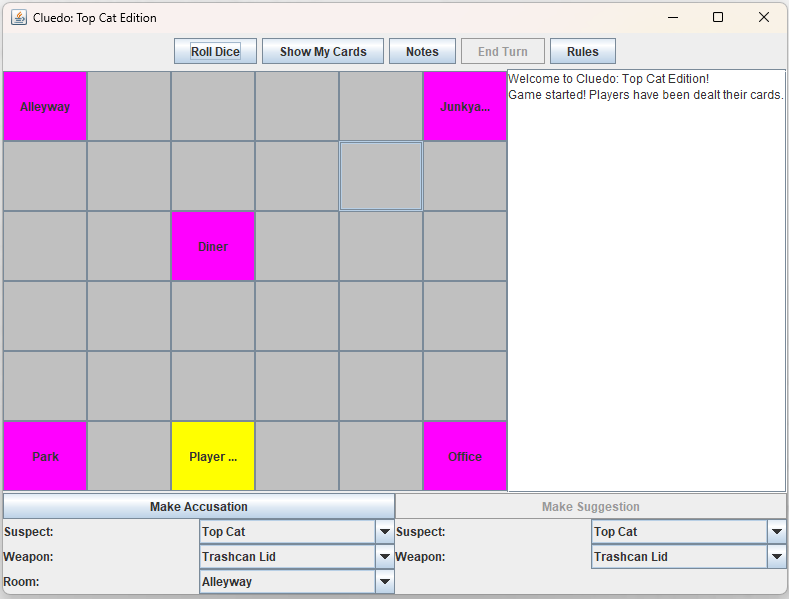 Cluedo: Top Cat Edition
Roll Dice Show My Cards Notes End Turn Rules
Alleyway Junkya...
Welcome to Cluedo: Top Cat Edition!
Game started! Players have been dealt their cards.
Diner
Park Player ... Office
Make Accusation Make Suggestion
Suspect: Top Cat Suspect: Top Cat
Weapon: Trashcan Lid Weapon: Trashcan Lid
Room: Alleyway